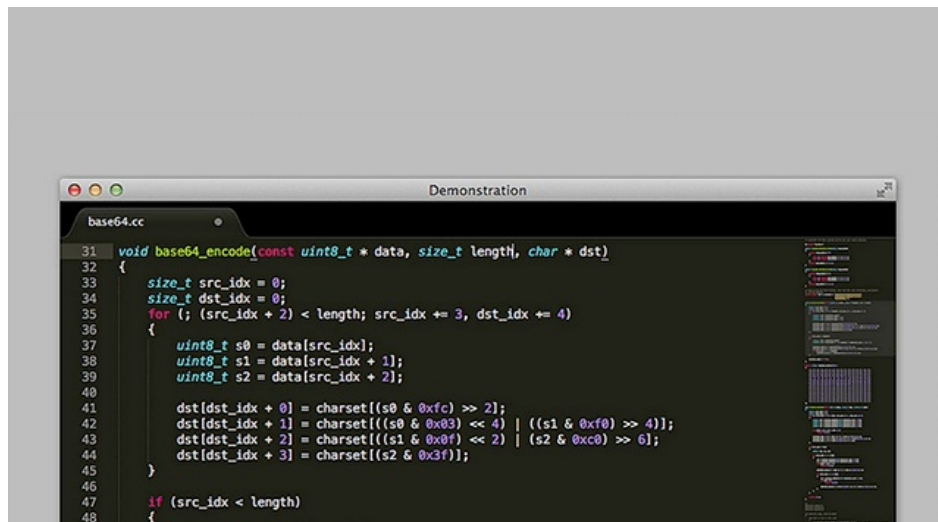 Demonstration
base64.cc
31 void base64_encode(const uint8_t * data, size_t length, char * dst)
32 {
33     size_t src_idx = 0;
34     size_t dst_idx = 0;
35     for (; (src_idx + 2) < length; src_idx += 3, dst_idx += 4)
36     {
37         uint8_t s0 = data[src_idx];
38         uint8_t s1 = data[src_idx + 1];
39         uint8_t s2 = data[src_idx + 2];
40
41         dst[dst_idx + 0] = charset[(s0 & 0xfc) >> 2];
42         dst[dst_idx + 1] = charset[((s0 & 0x03) << 4) | ((s1 & 0xf0) >> 4)];
43         dst[dst_idx + 2] = charset[((s1 & 0x0f) << 2) | (s2 & 0xc0) >> 6];
44         dst[dst_idx + 3] = charset[(s2 & 0x3f)];
45     }
46
47     if (src_idx < length)
48     {